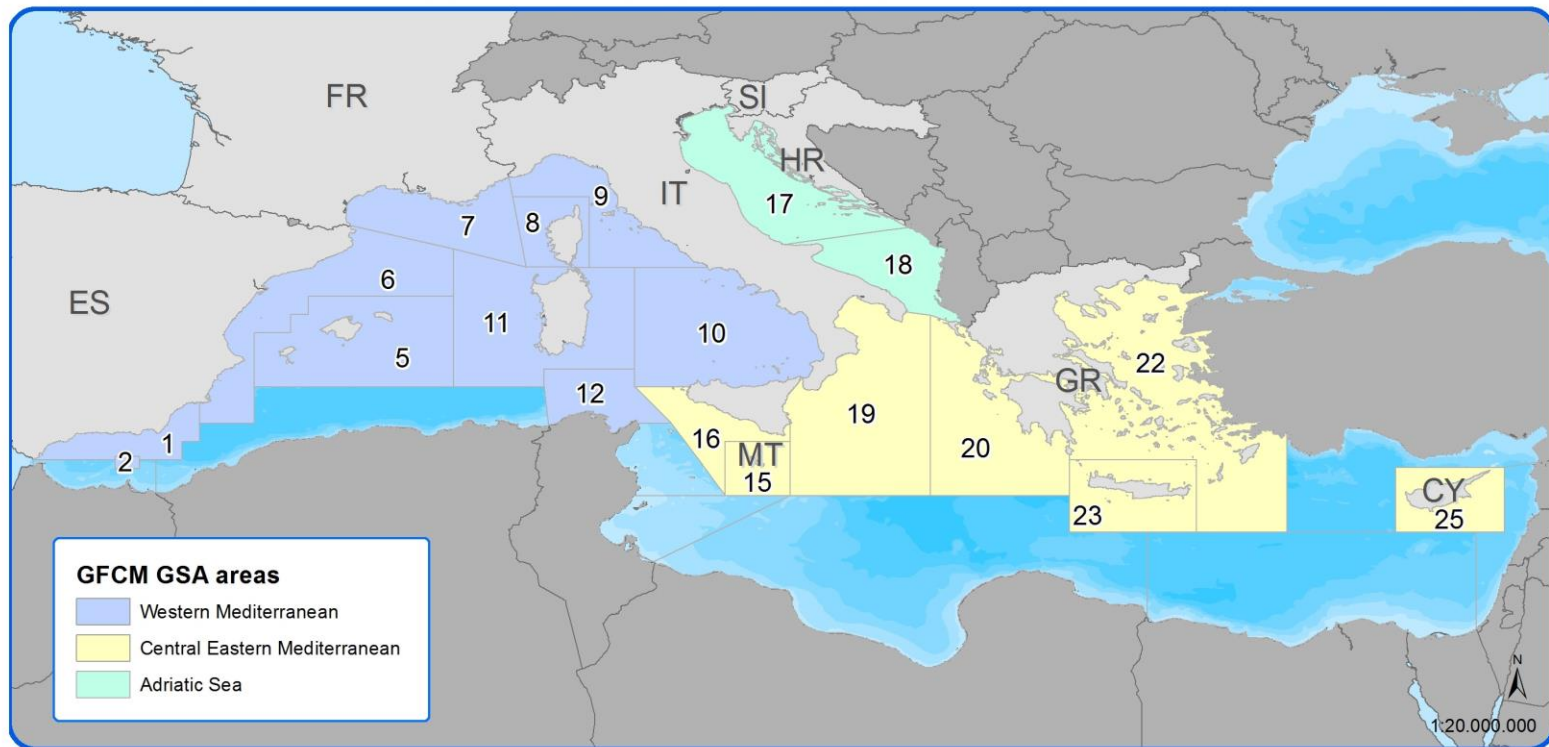 FR
SI
HR
IT
9
8
7
17
18
6
ES
11
10
5
22
12
GR
19
1
16
20
2
MT
15
CY
23
25
GFCM GSA areas
Western Mediterranean
Central Eastern Mediterranean
Adriatic Sea
N
1:20.000.000